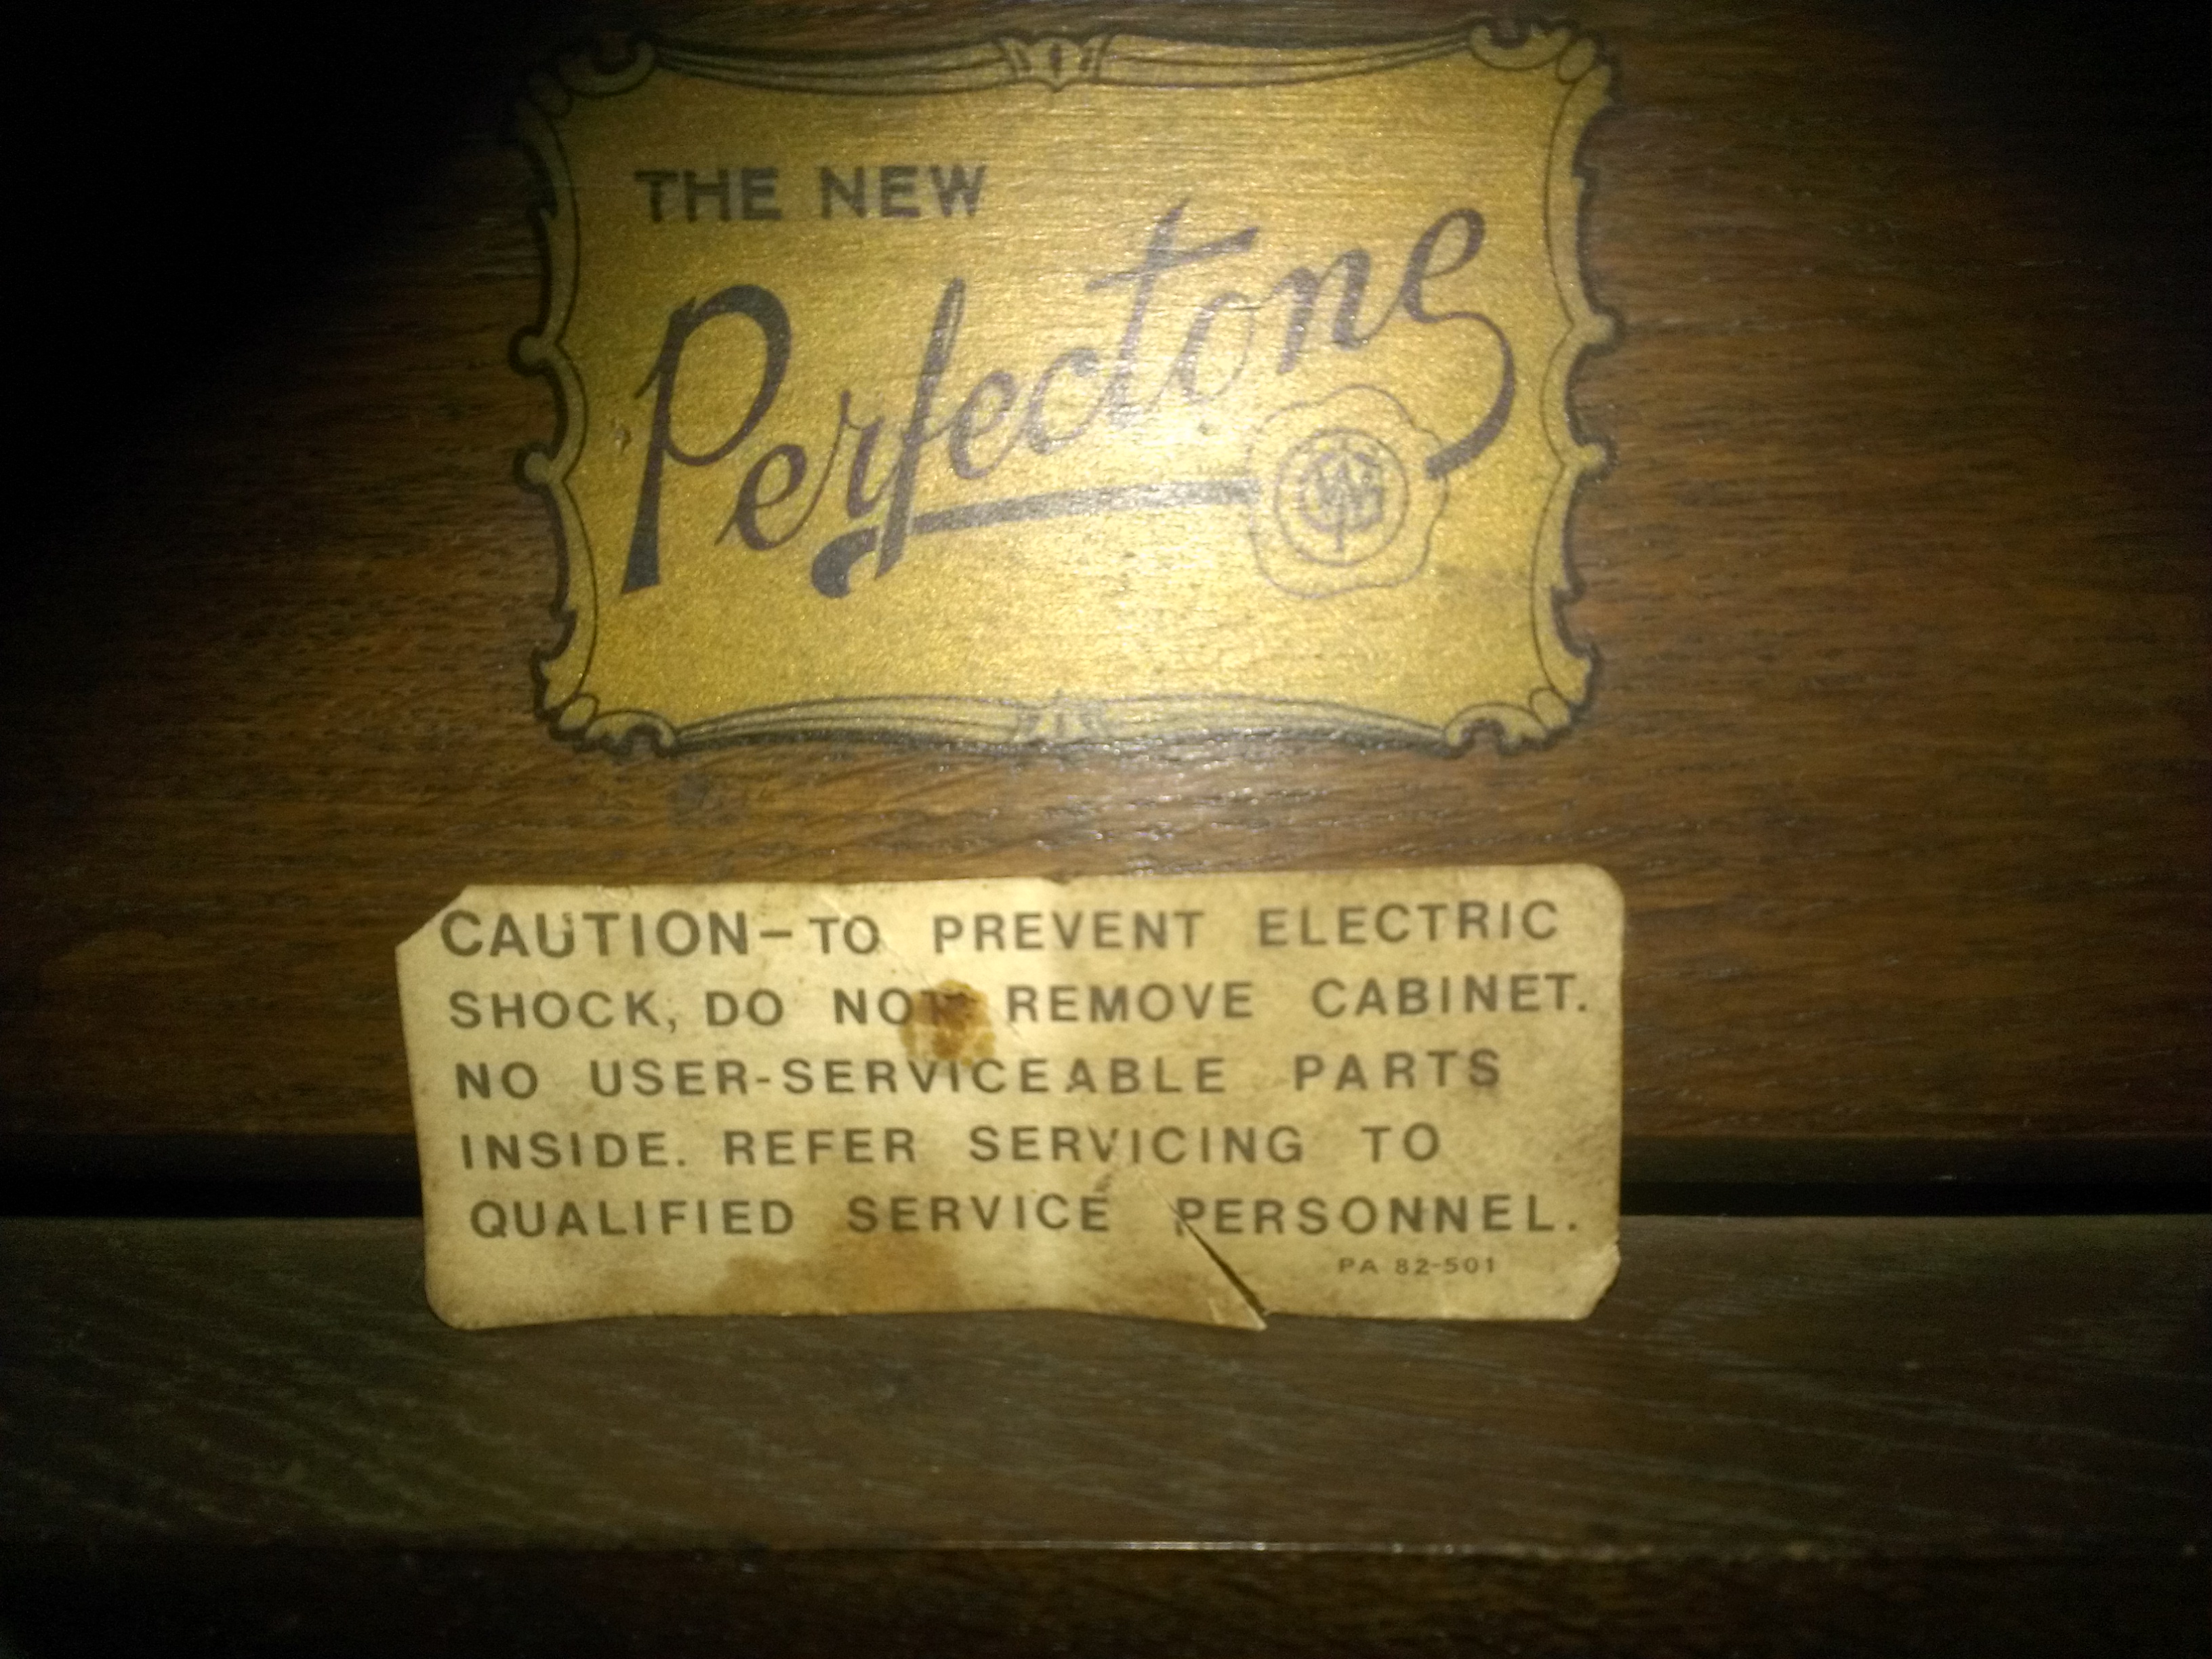 THE NEW
Perfectone
CAUTION-TO PREVENT ELECTRIC
SHOCK, DO NOT REMOVE CABINET.
NO USER-SERVICEABLE PARTS
INSIDE. REFER SERVICING TO
QUALIFIED SERVICE PERSONNEL.
PA 82-501